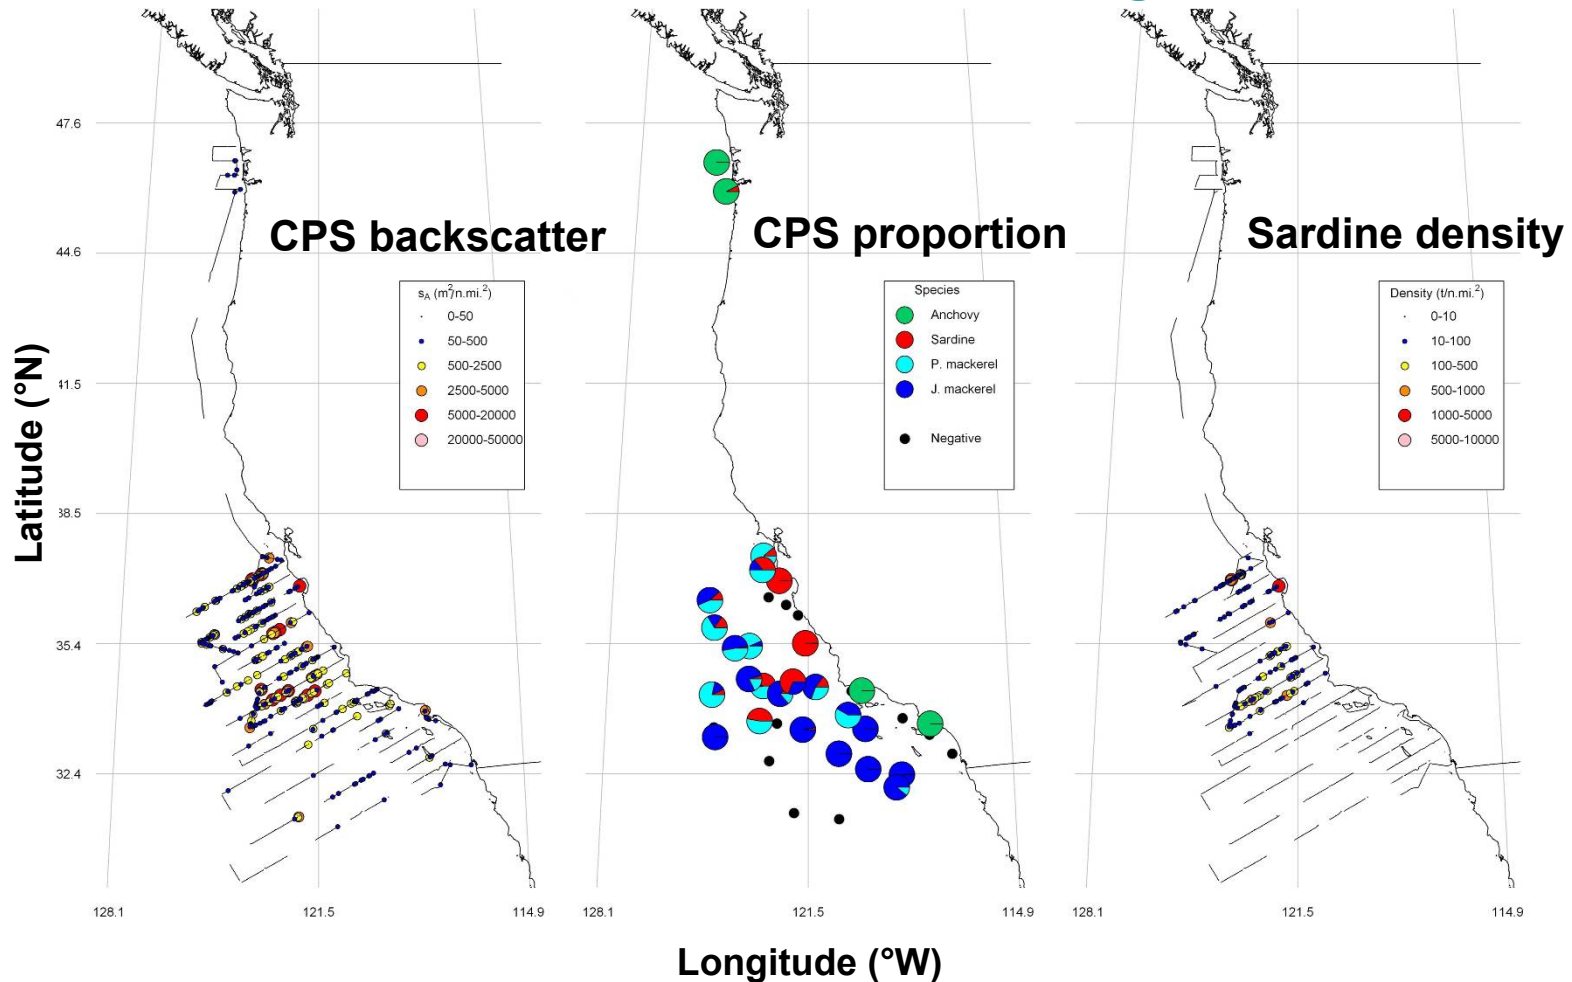 CPS backscatter
CPS proportion
Sardine density
sA (m²/n.mi.²)
0-50
50-500
500-2500
2500-5000
5000-20000
20000-50000
Species
Anchovy
Sardine
P. mackerel
J. mackerel
Negative
Density (t/n.mi.²)
0-10
10-100
100-500
500-1000
1000-5000
5000-10000
Latitude (°N)
47.6
44.6
41.5
38.5
35.4
32.4
128.1
121.5
114.9
128.1
121.5
114.9
128.1
121.5
114.9
Longitude (°W)